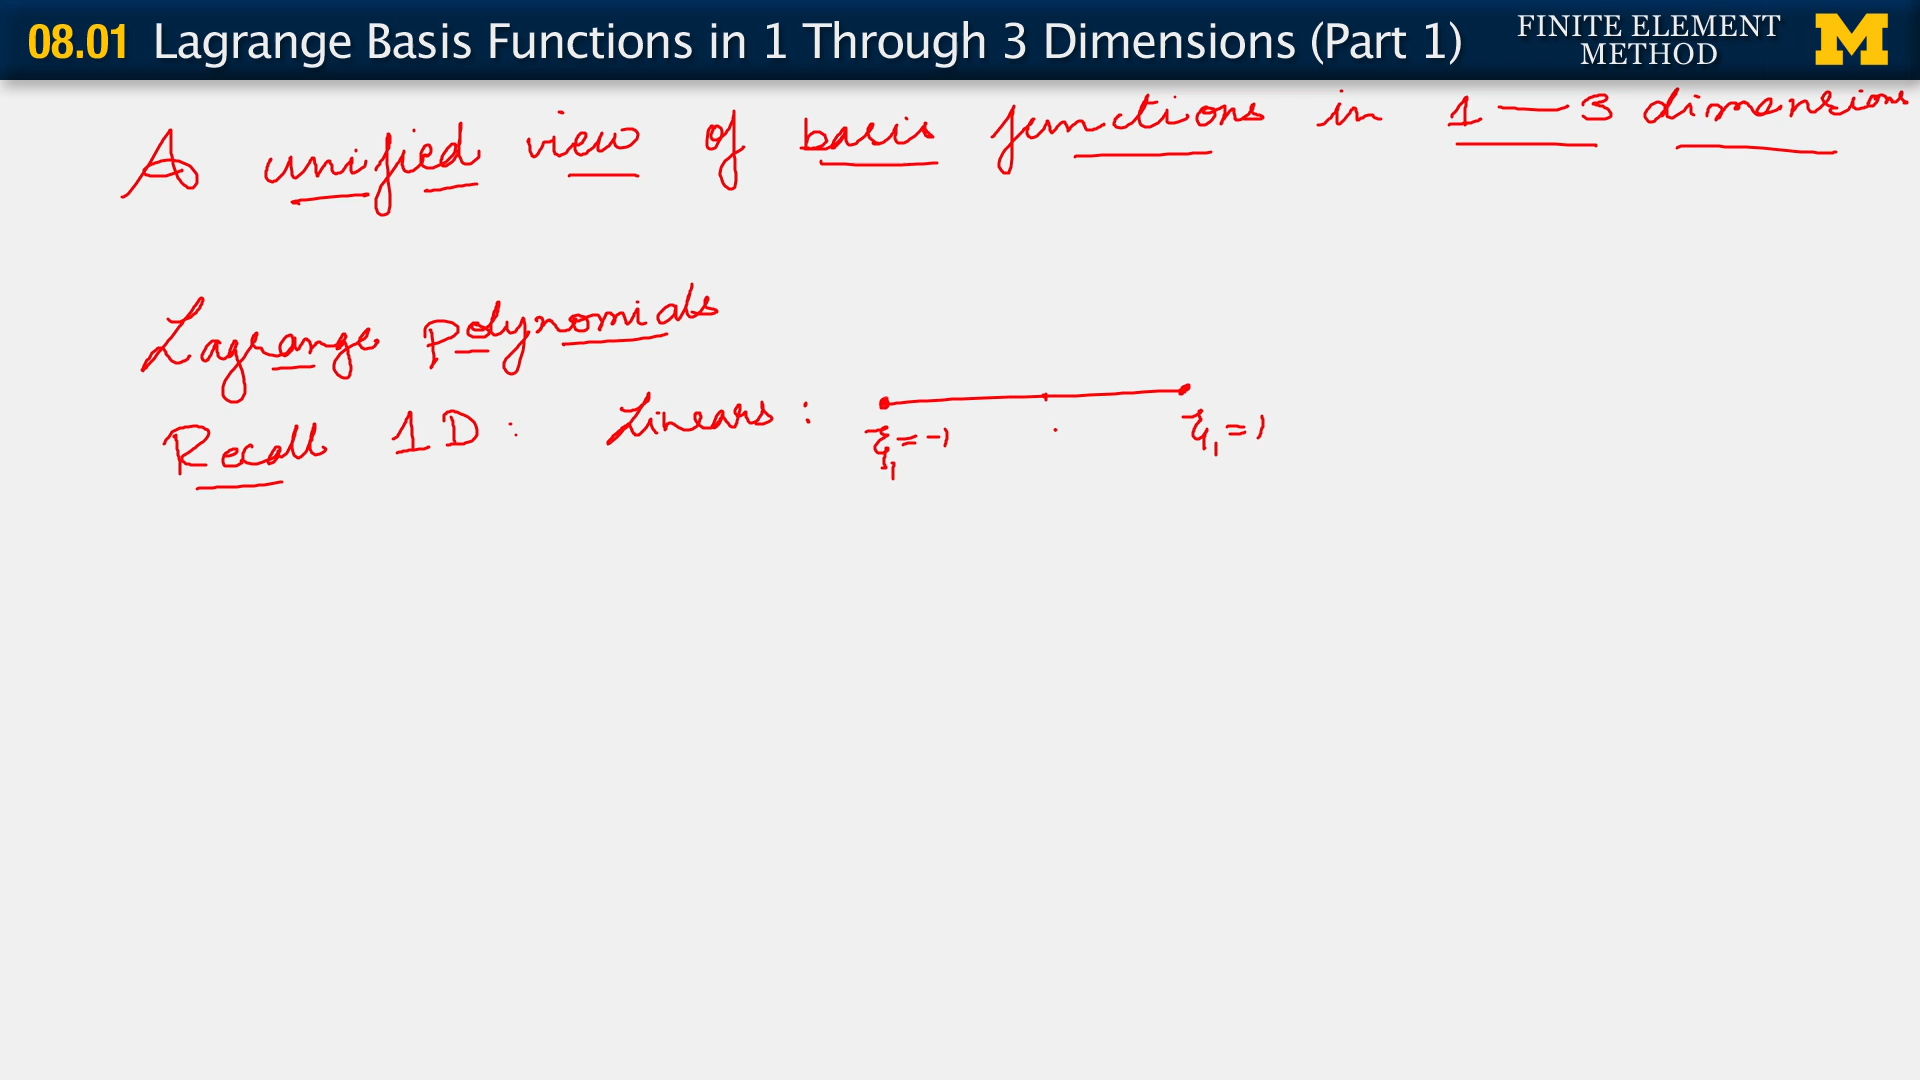 08.01 Lagrange Basis Functions in 1 Through 3 Dimensions (Part 1)
FINITE ELEMENT
METHOD
M
A unified view of basis functions in 1 — 3 dimensions
Lagrange polynomials
Recall 1D: Linears:
ξ₁ = -1
ξ₁ = 1